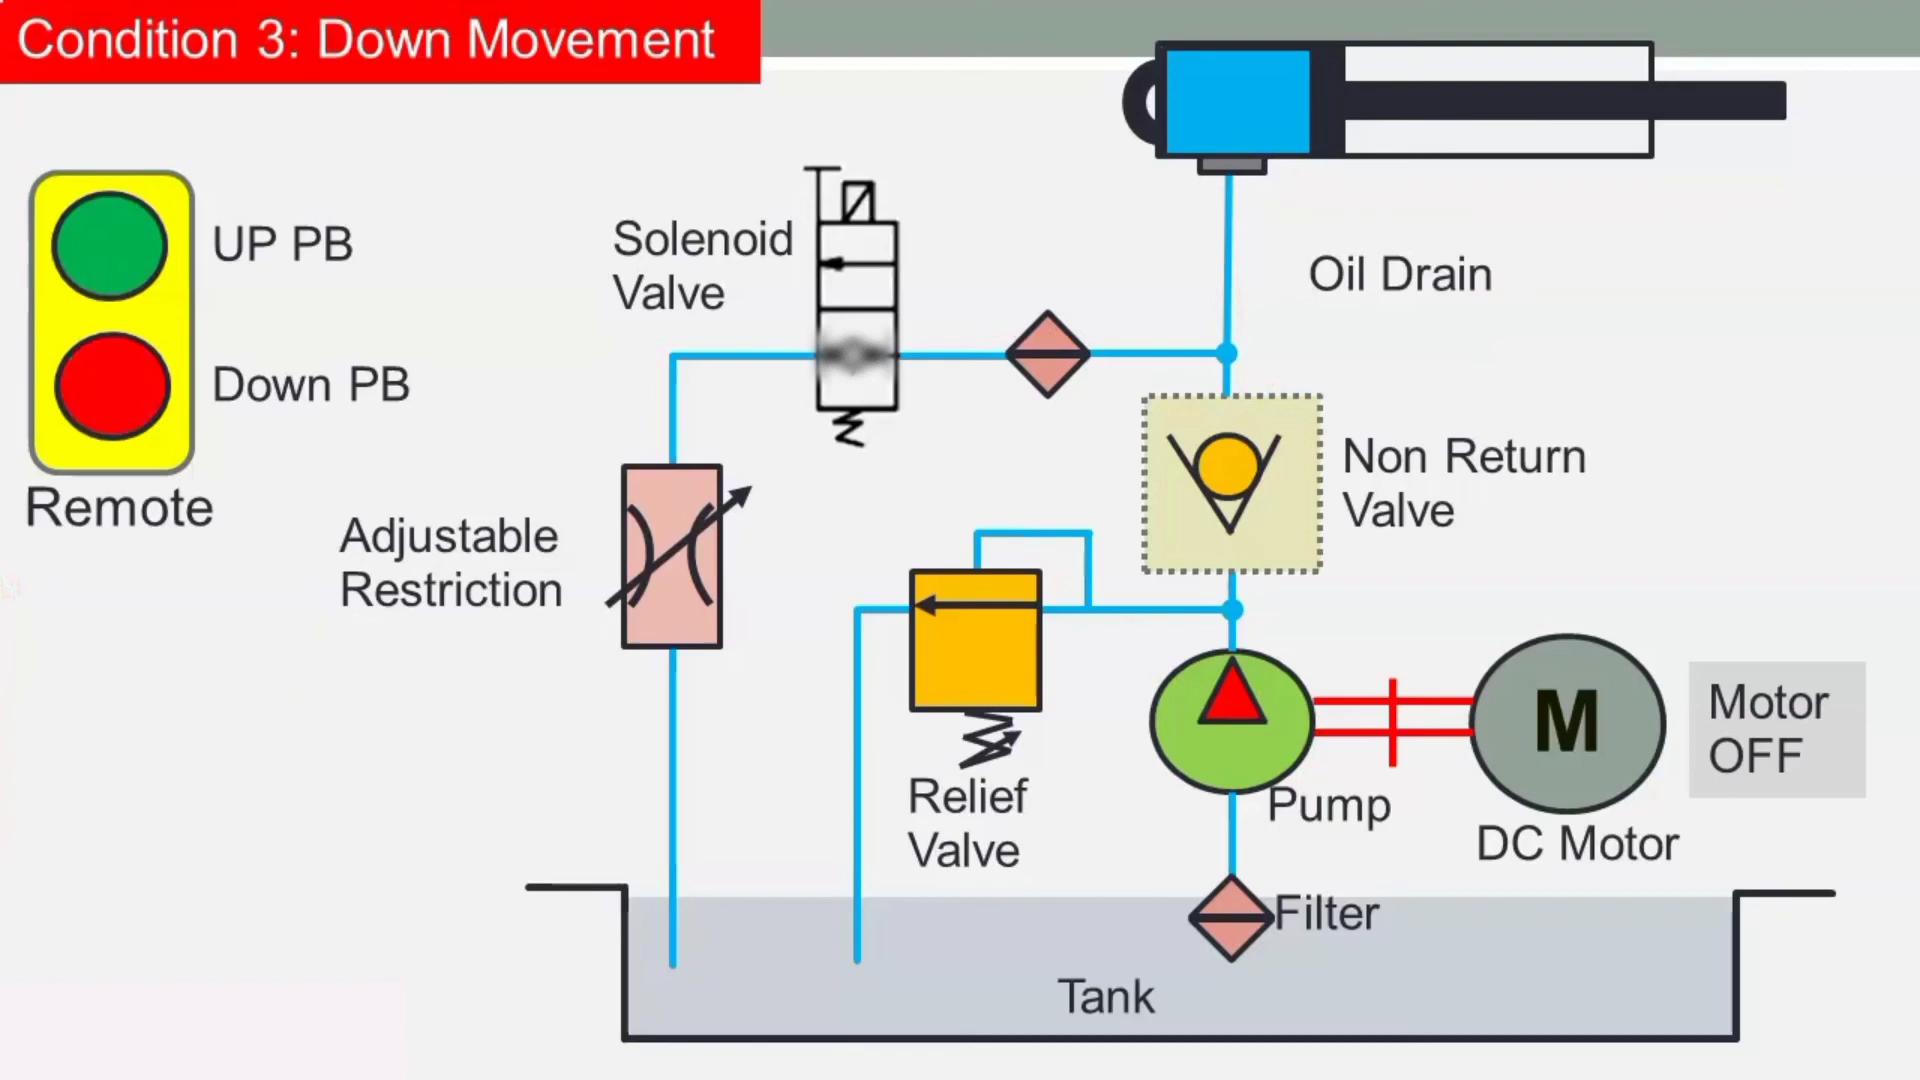 Condition 3: Down Movement
UP PB
Down PB
Remote
Solenoid
Valve
Oil Drain
Adjustable
Restriction
Non Return
Valve
Relief
Valve
Pump
M
DC Motor
Motor
OFF
Filter
Tank